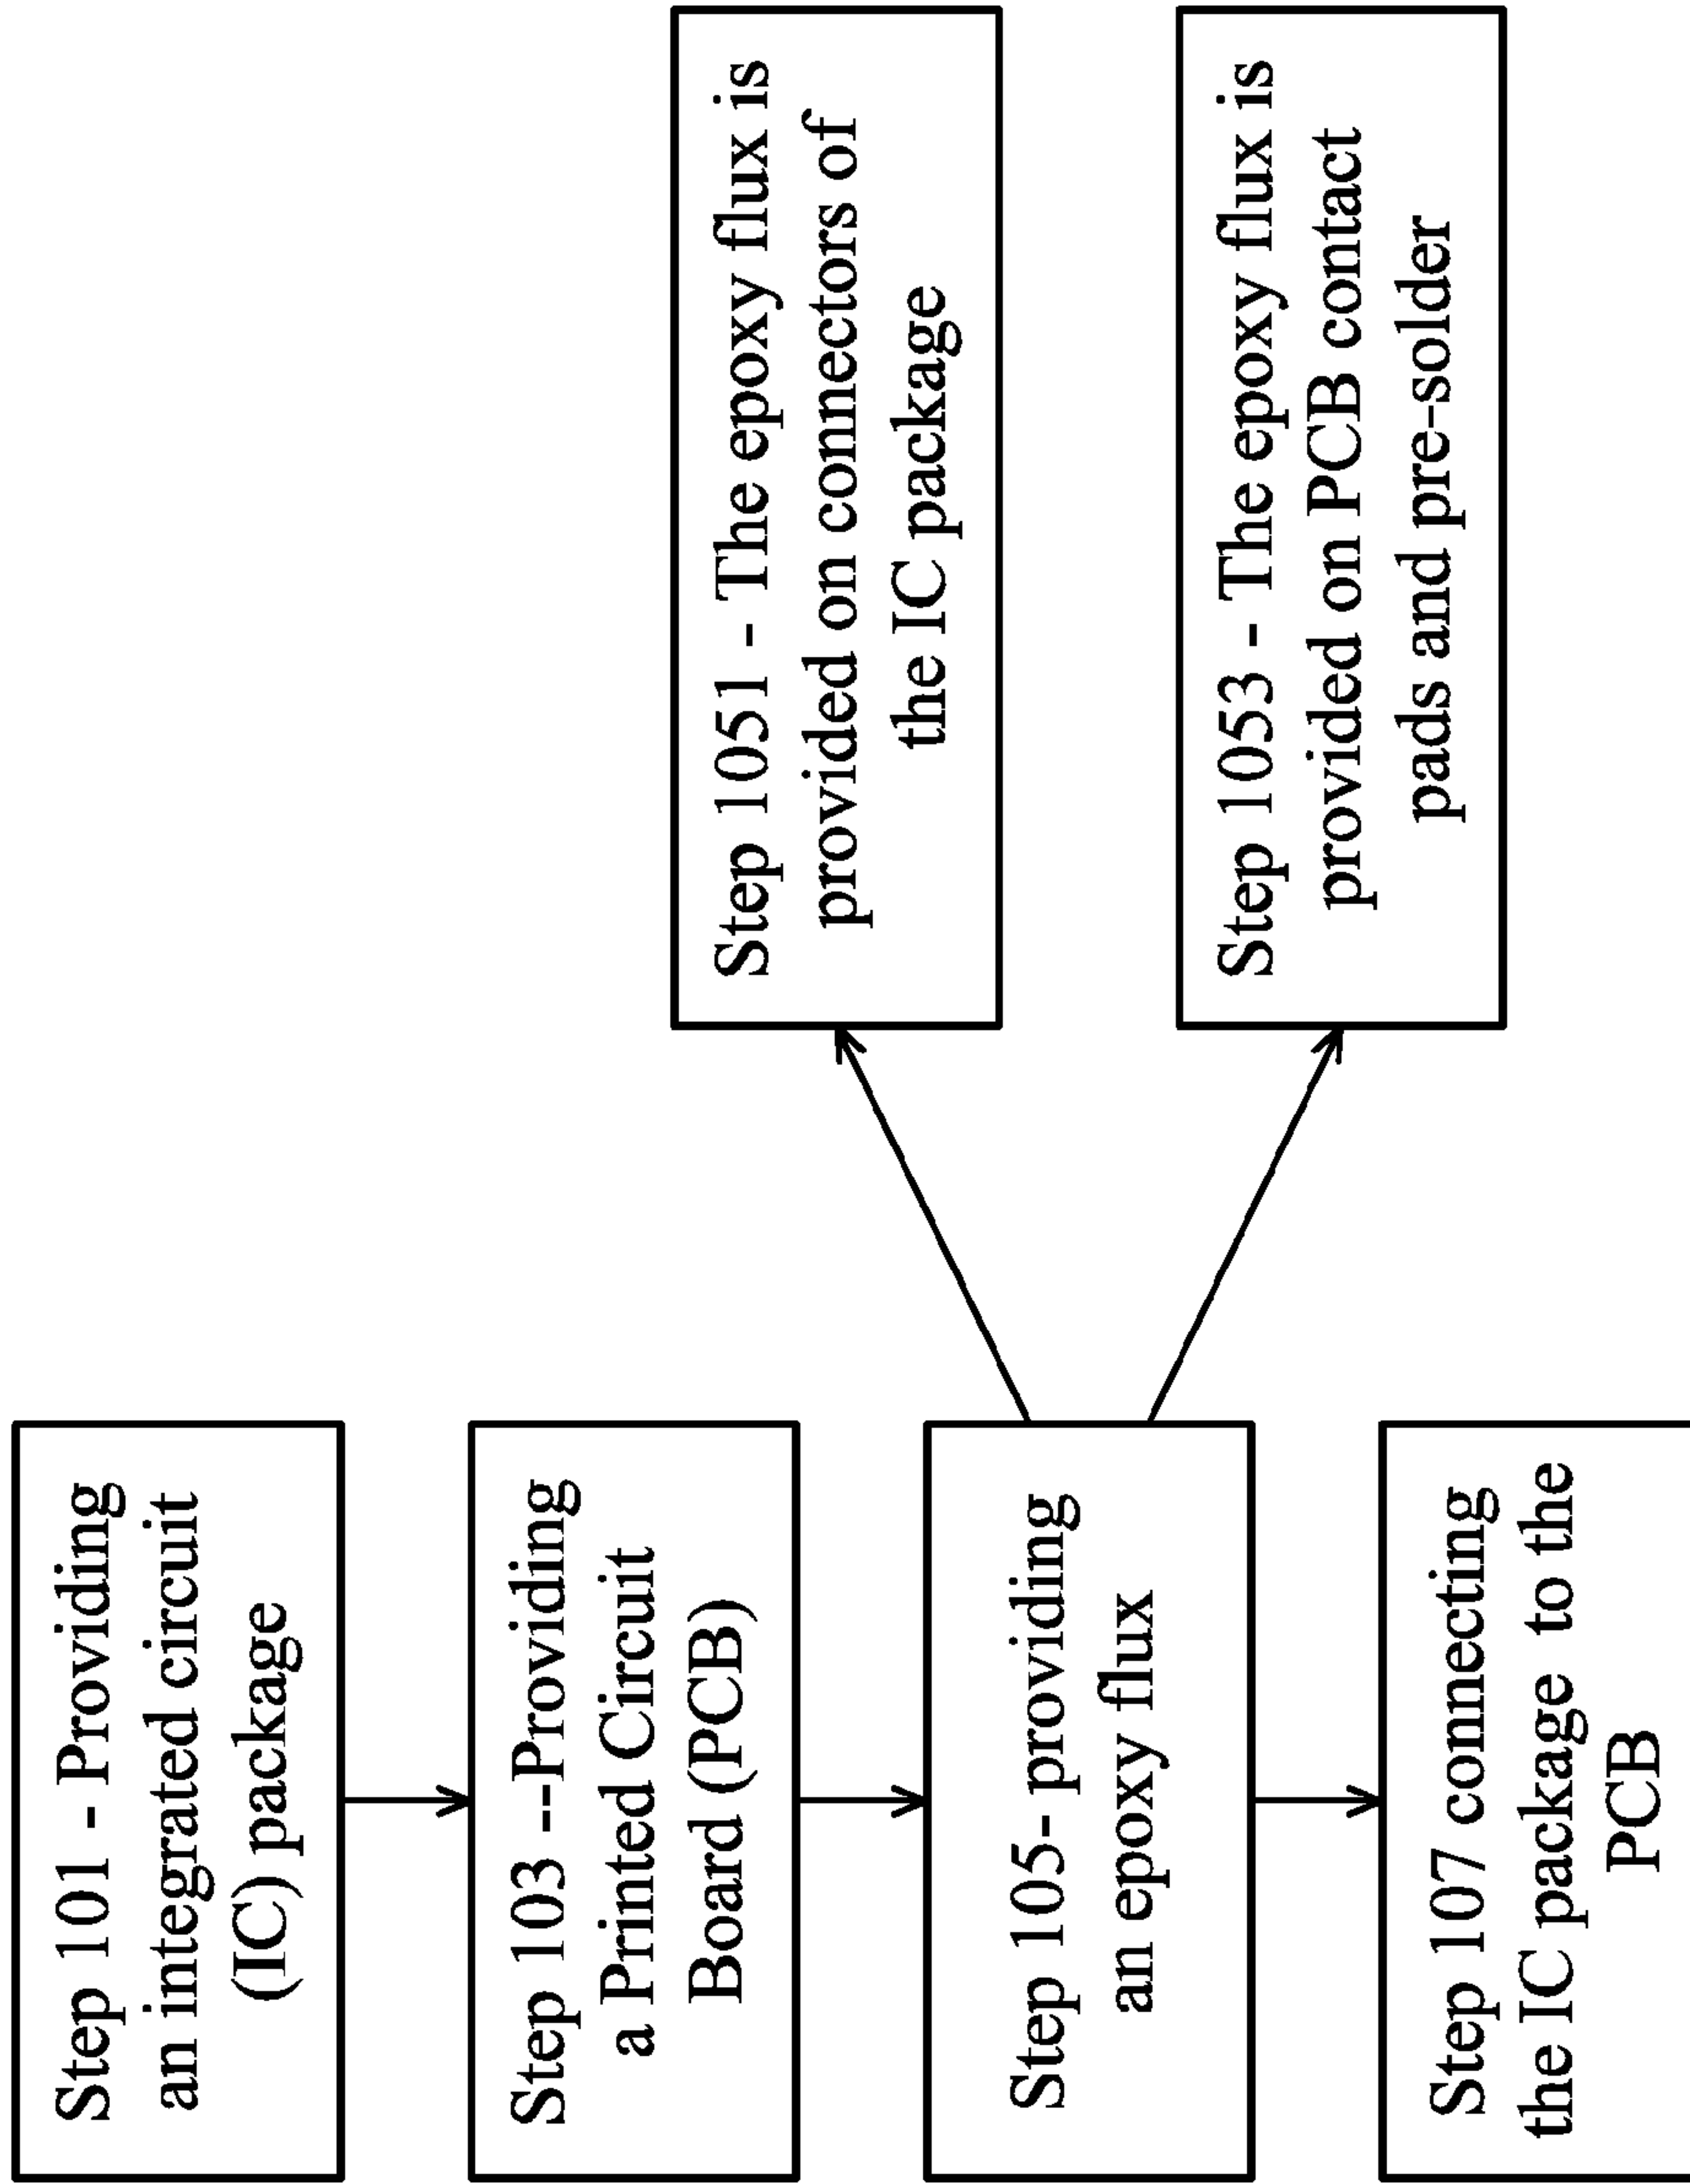 Step 101 - Providing
an integrated circuit
(IC) package
Step 103 --Providing
a Printed Circuit
Board (PCB)
Step 105- providing
an epoxy flux
Step 1051 - The epoxy flux is
provided on connectors of
the IC package
Step 1053 - The epoxy flux is
provided on PCB contact
pads and pre-solder
Step 107 connecting
the IC package to the
PCB